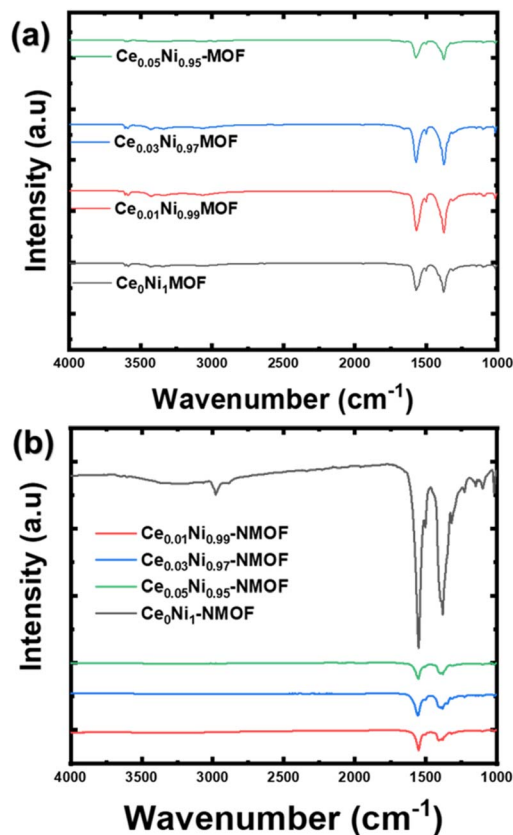 (a)
Intensity (a.u)
Ce0.05Ni0.95-MOF
Ce0.03Ni0.97MOF
Ce0.01Ni0.99MOF
Ce0Ni1MOF
4000 3500 3000 2500 2000 1500 1000
Wavenumber (cm-1)
(b)
Intensity (a.u)
Ce0.01Ni0.99-NMOF
Ce0.03Ni0.97-NMOF
Ce0.05Ni0.95-NMOF
Ce0Ni1-NMOF
4000 3500 3000 2500 2000 1500 1000
Wavenumber (cm-1)